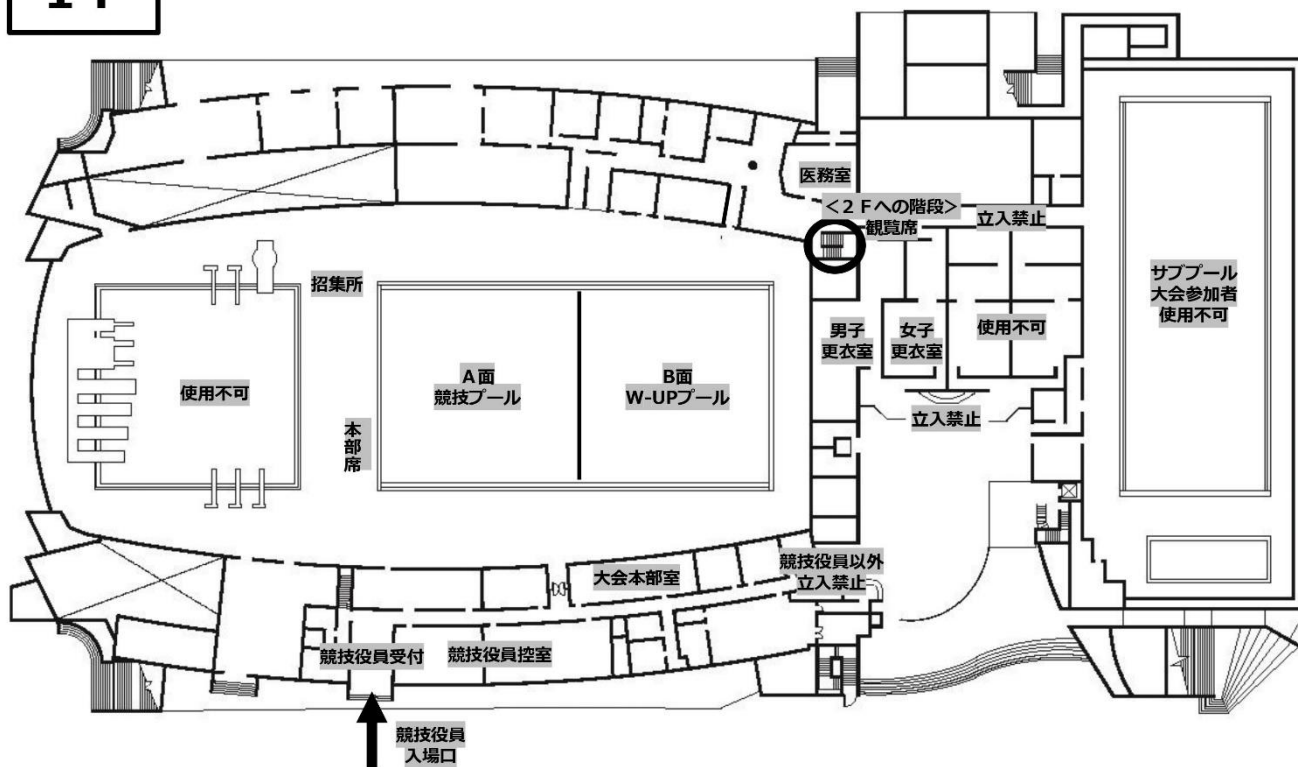 1F
医務室
<2Fへの階段>
観覧席
立入禁止
招集所
サブプール
大会参加者
使用不可
男子
更衣室
女子
更衣室
使用不可
使用不可
A面
競技プール
B面
W-UPプール
本部席
立入禁止
大会本部室
競技役員以外
立入禁止
競技役員受付
競技役員控室
競技役員
入場口